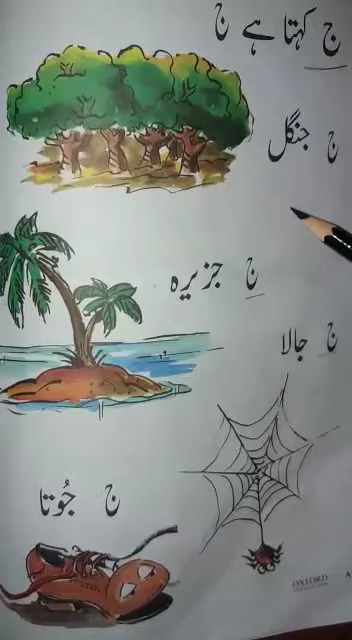 ج کہتا ہے ج
ج جنگل
ج جزیرہ
ج جالا
ج جُوتا
OXFORD